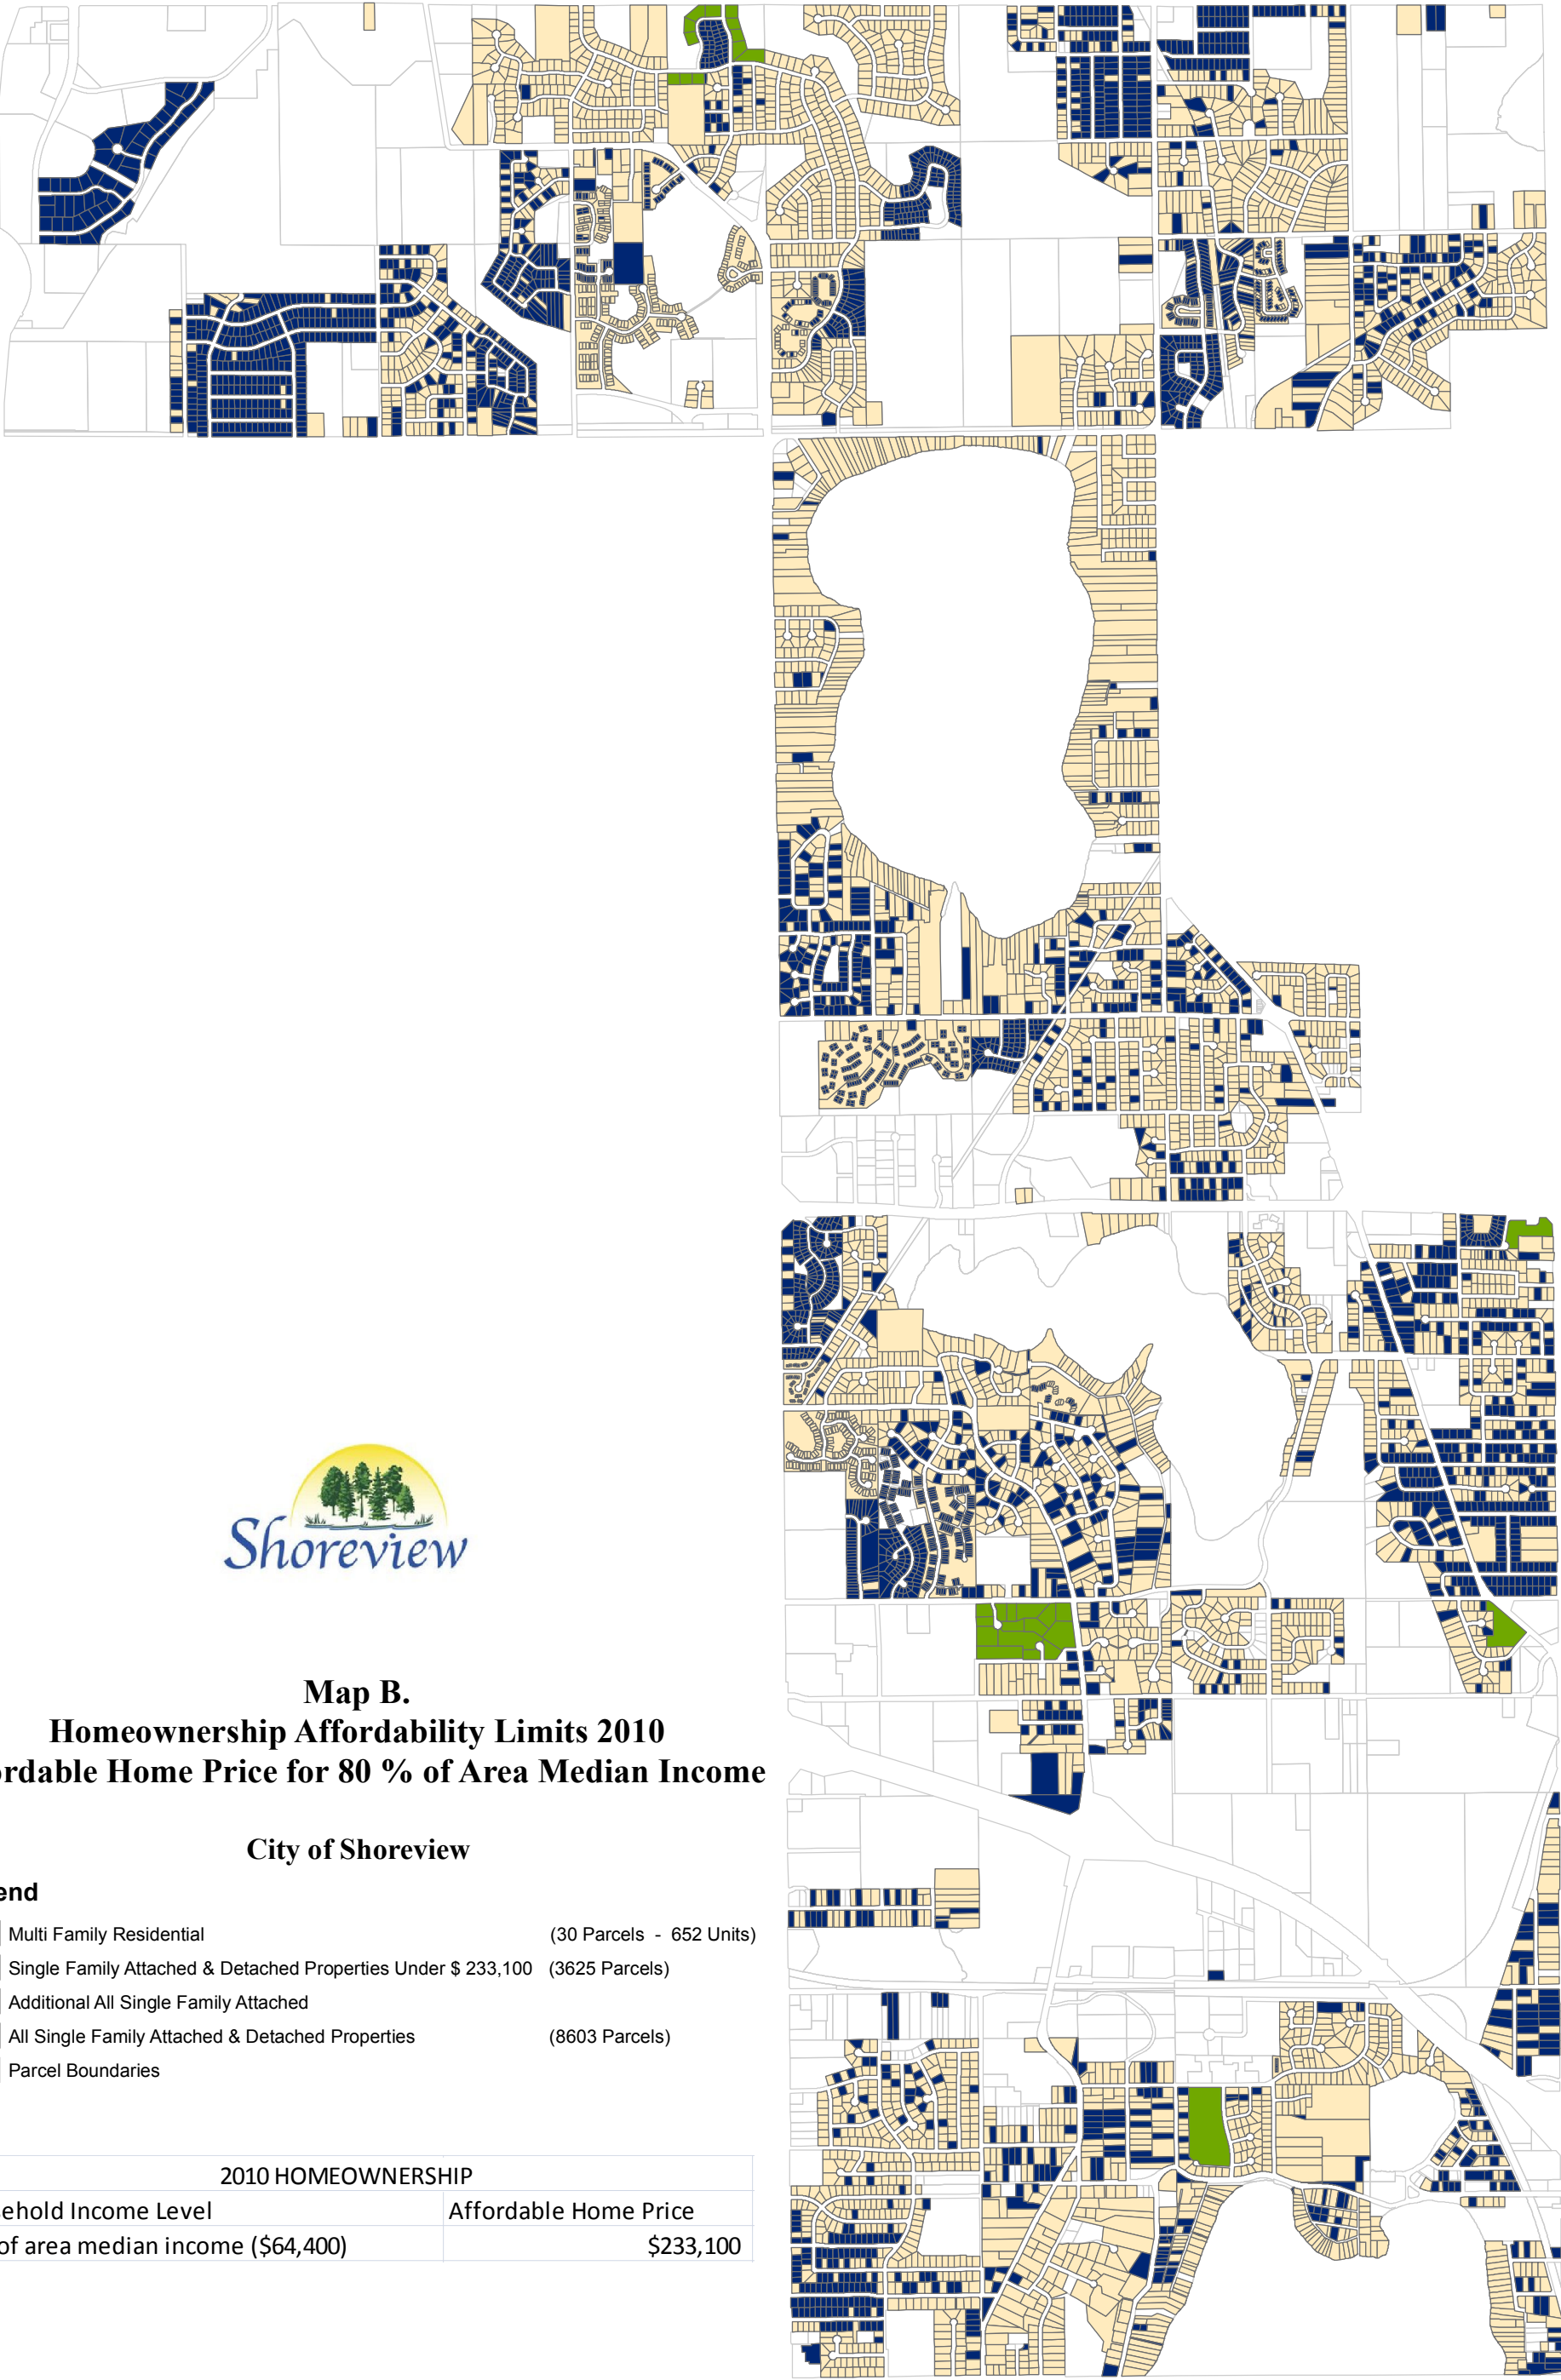 Shoreview
Map B.
Homeownership Affordability Limits 2010
ordable Home Price for 80 % of Area Median Income
City of Shoreview
end
Multi Family Residential (30 Parcels - 652 Units)
Single Family Attached & Detached Properties Under $ 233,100 (3625 Parcels)
Additional All Single Family Attached
All Single Family Attached & Detached Properties (8603 Parcels)
Parcel Boundaries
2010 HOMEOWNERSHIP
ehold Income Level Affordable Home Price
of area median income ($64,400) $233,100